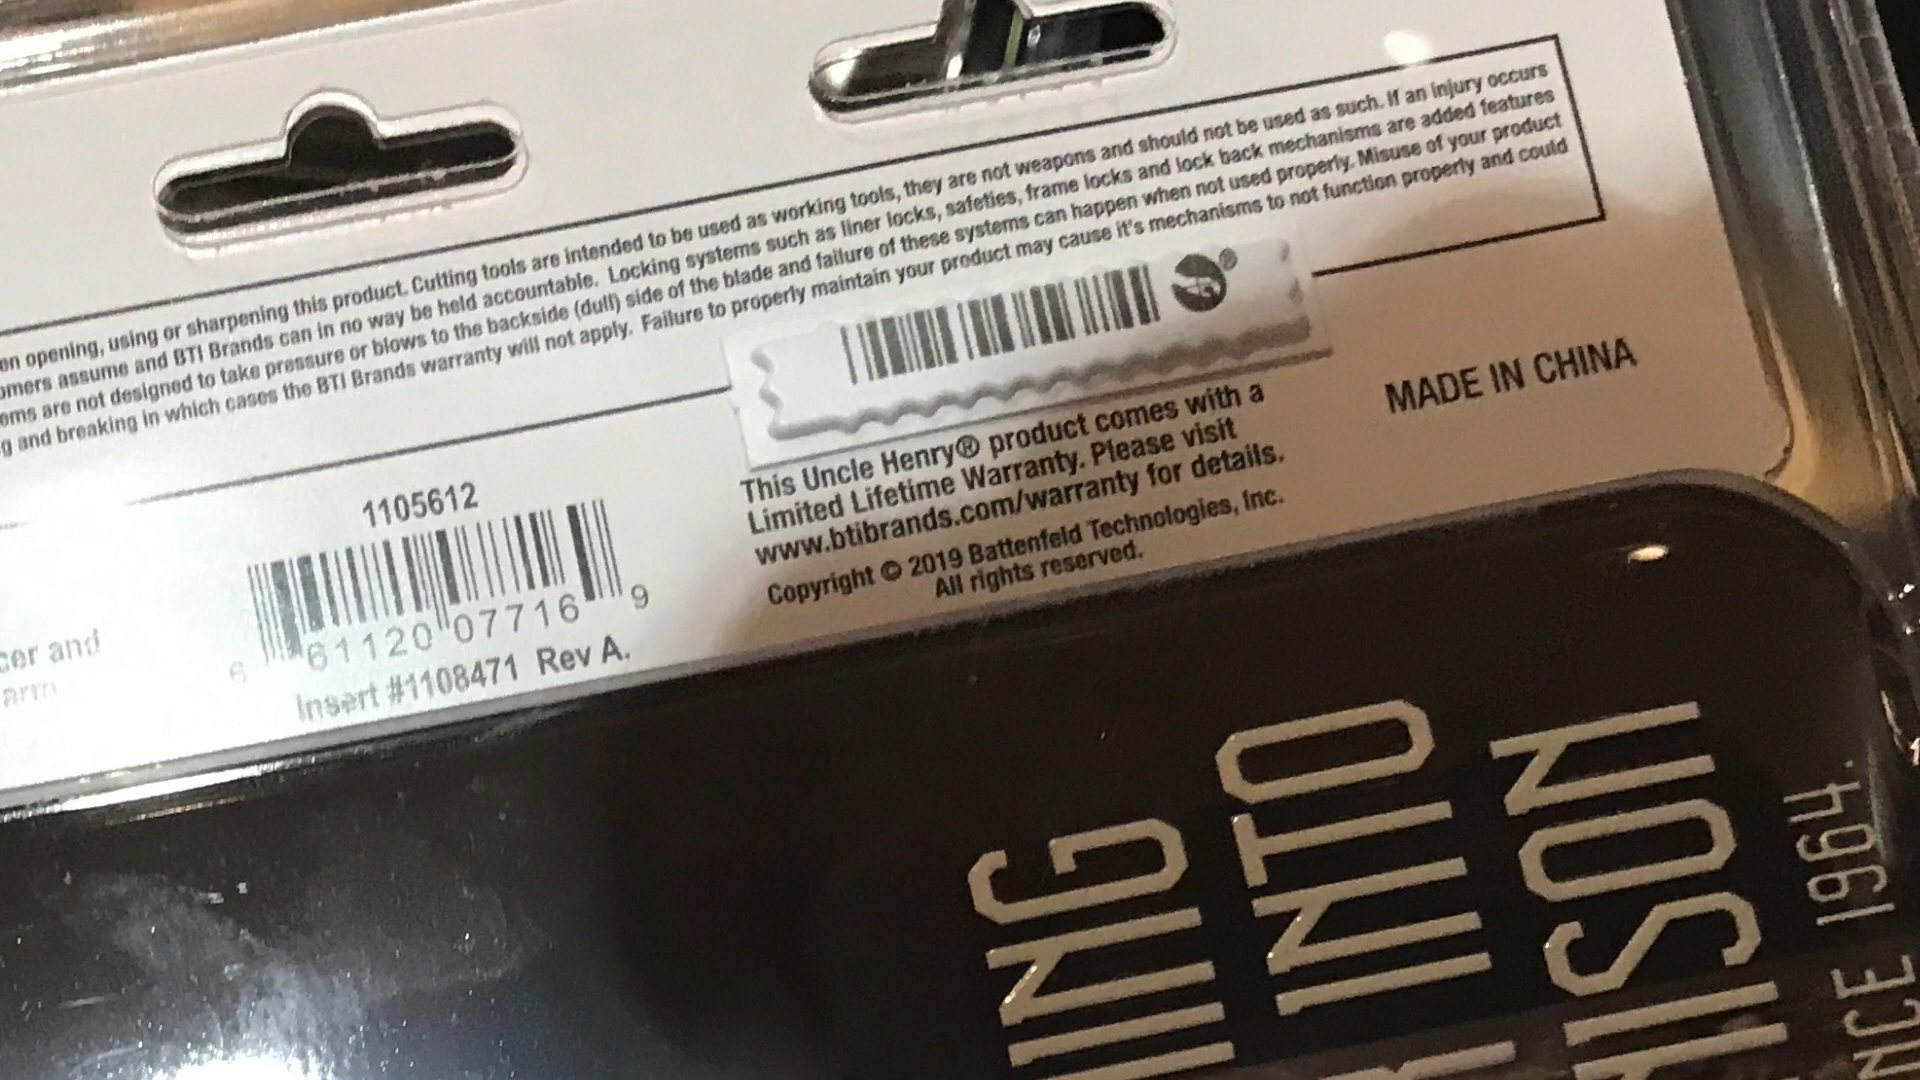 en opening, using or sharpening this product. Cutting tools are intended to be used as working tools, they are not weapons and should not be used as such. If an injury occurs
omers assume and BTI Brands can in no way be held accountable. Locking systems such as liner locks, safeties, frame locks and lock back mechanisms are added features
ems are not designed to take pressure or blows to the backside (dull) side of the blade and failure of these systems can happen when not used properly. Misuse of your product
g and breaking in which cases the BTI Brands warranty will not apply. Failure to properly maintain your product may cause it's mechanisms to not function properly and could
®
MADE IN CHINA
This Uncle Henry® product comes with a
Limited Lifetime Warranty. Please visit
www.btibrands.com/warranty for details.
Copyright © 2019 Battenfeld Technologies, Inc.
All rights reserved.
1105612
6 61120 07716 9
Insert #1108471 Rev A.
cer and
arm
ING
INTO
ISON
NCE 1964.